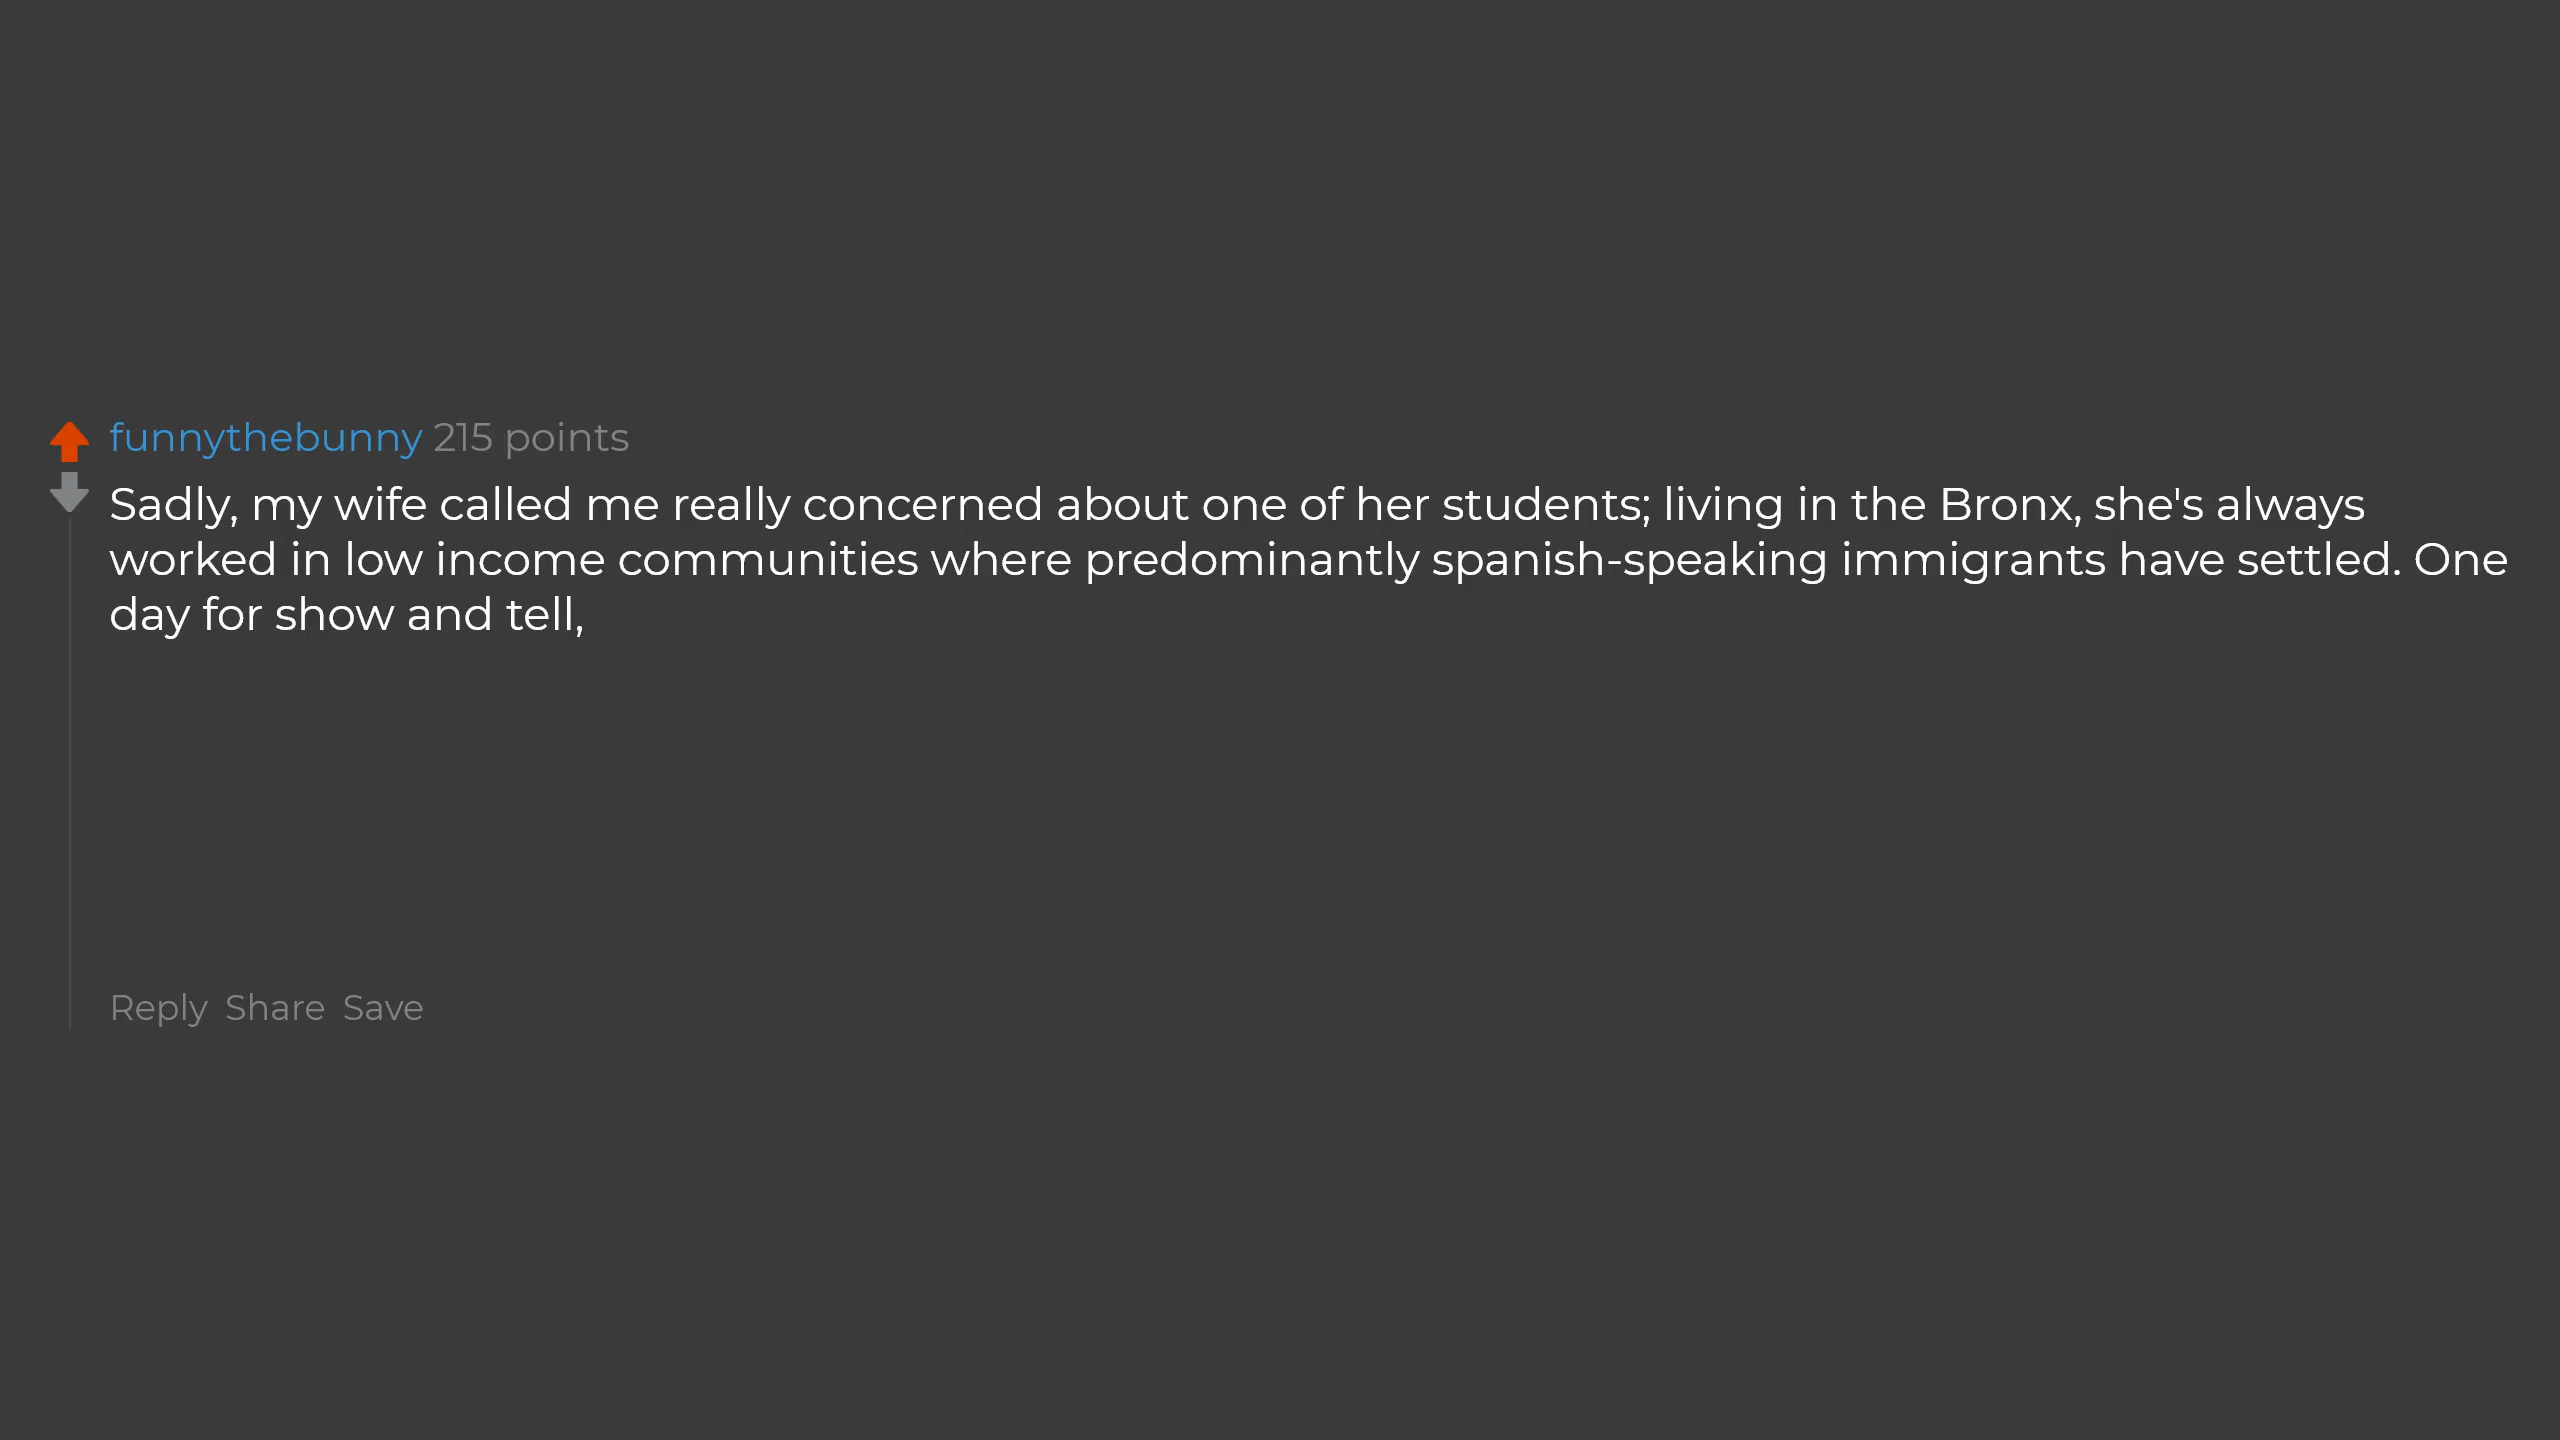 funnythebunny 215 points
Sadly, my wife called me really concerned about one of her students; living in the Bronx, she's always
worked in low income communities where predominantly spanish-speaking immigrants have settled. One
day for show and tell,
Reply Share Save